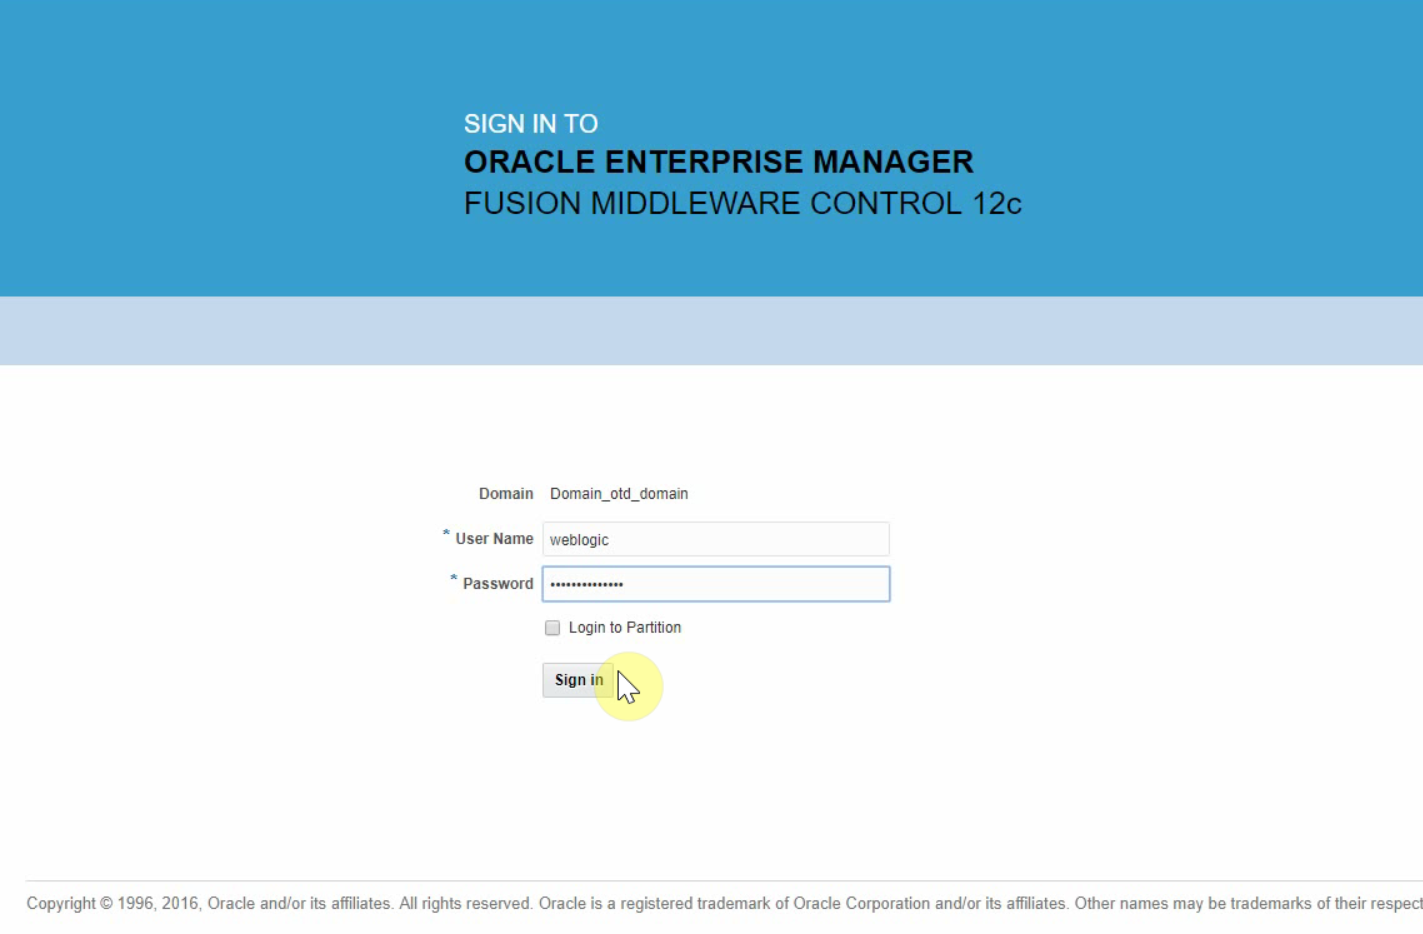 SIGN IN TO
ORACLE ENTERPRISE MANAGER
FUSION MIDDLEWARE CONTROL 12c
Domain Domain_otd_domain
* User Name weblogic
* Password ••••••••••••••
Login to Partition
Sign in
Copyright © 1996, 2016, Oracle and/or its affiliates. All rights reserved. Oracle is a registered trademark of Oracle Corporation and/or its affiliates. Other names may be trademarks of their respect